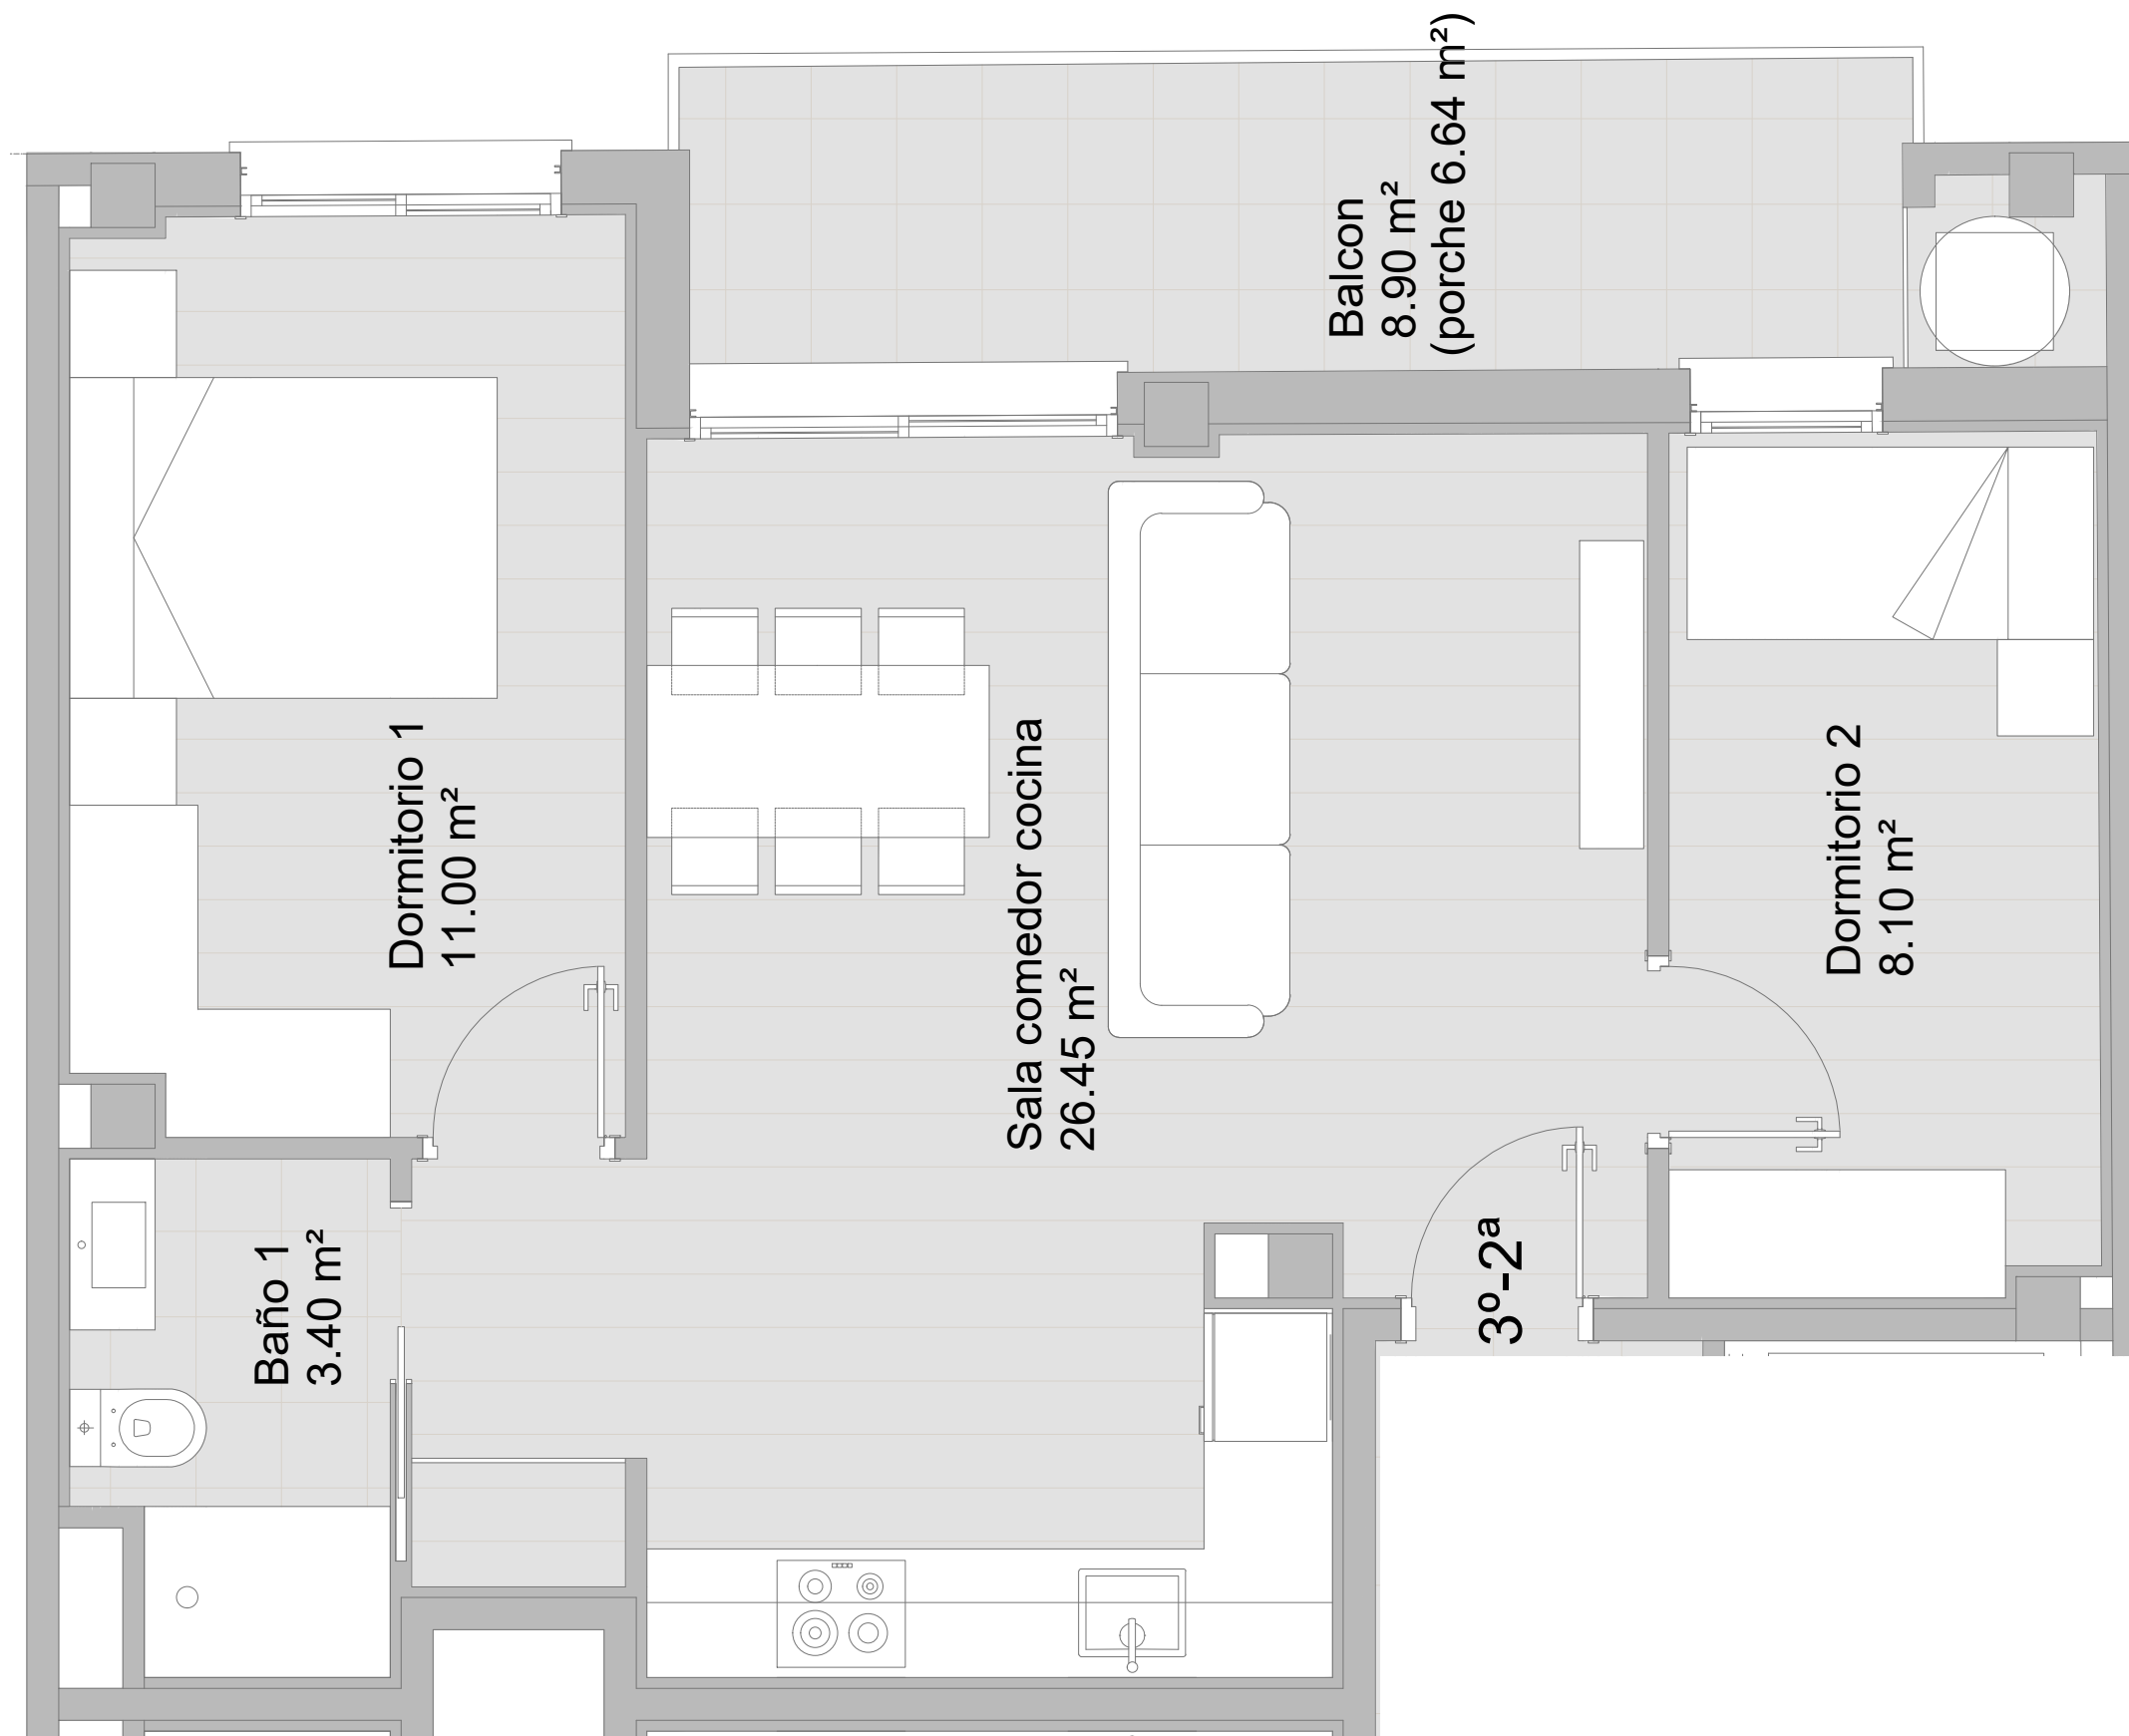 Balcon
8.90 m²
(porche 6.64 m²)
Dormitorio 1
11.00 m²
Sala comedor cocina
26.45 m²
Dormitorio 2
8.10 m²
Baño 1
3.40 m²
3º-2ª